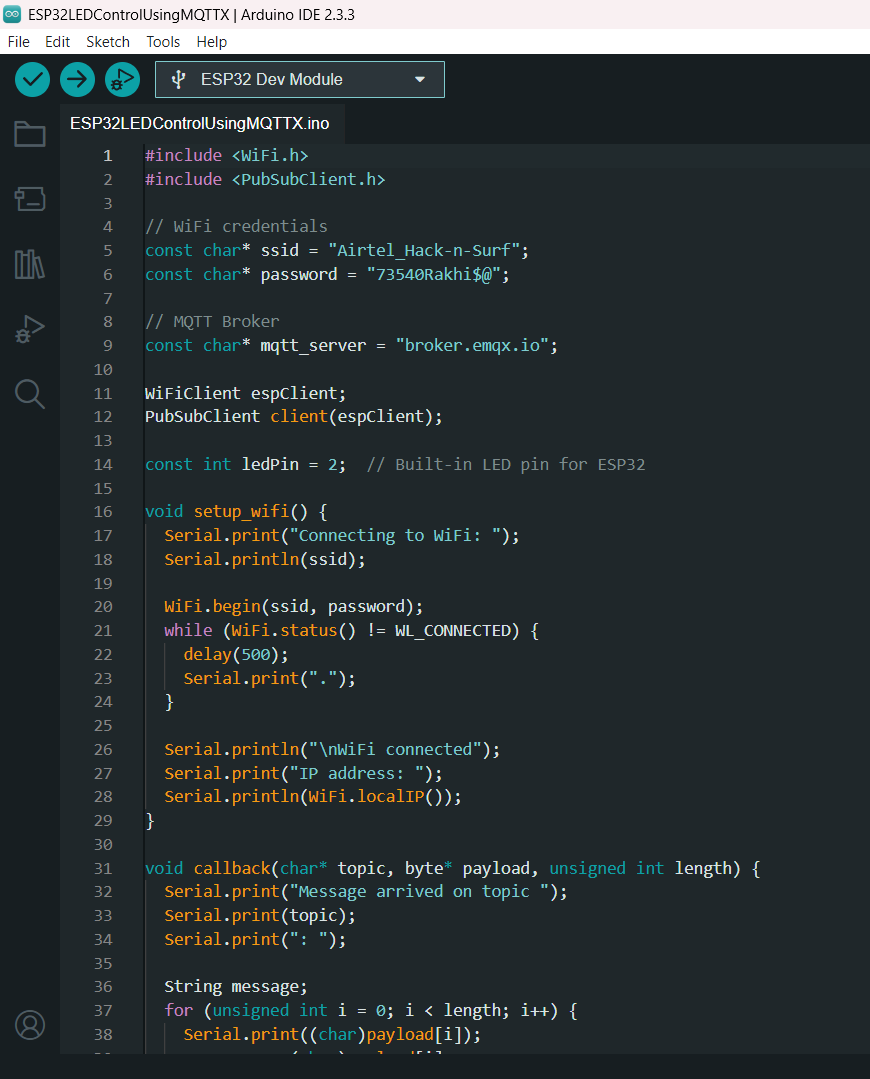 ESP32LEDControlUsingMQTTX | Arduino IDE 2.3.3
File Edit Sketch Tools Help
ESP32 Dev Module
ESP32LEDControlUsingMQTTX.ino
1 #include <WiFi.h>
2 #include <PubSubClient.h>
3
4 // WiFi credentials
5 const char* ssid = "Airtel_Hack-n-Surf";
6 const char* password = "73540Rakhi$@";
7
8 // MQTT Broker
9 const char* mqtt_server = "broker.emqx.io";
10
11 WiFiClient espClient;
12 PubSubClient client(espClient);
13
14 const int ledPin = 2;  // Built-in LED pin for ESP32
15
16 void setup_wifi() {
17   Serial.print("Connecting to WiFi: ");
18   Serial.println(ssid);
19
20   WiFi.begin(ssid, password);
21   while (WiFi.status() != WL_CONNECTED) {
22     delay(500);
23     Serial.print(".");
24   }
25
26   Serial.println("\nWiFi connected");
27   Serial.print("IP address: ");
28   Serial.println(WiFi.localIP());
29 }
30
31 void callback(char* topic, byte* payload, unsigned int length) {
32   Serial.print("Message arrived on topic ");
33   Serial.print(topic);
34   Serial.print(": ");
35
36   String message;
37   for (unsigned int i = 0; i < length; i++) {
38     Serial.print((char)payload[i]);